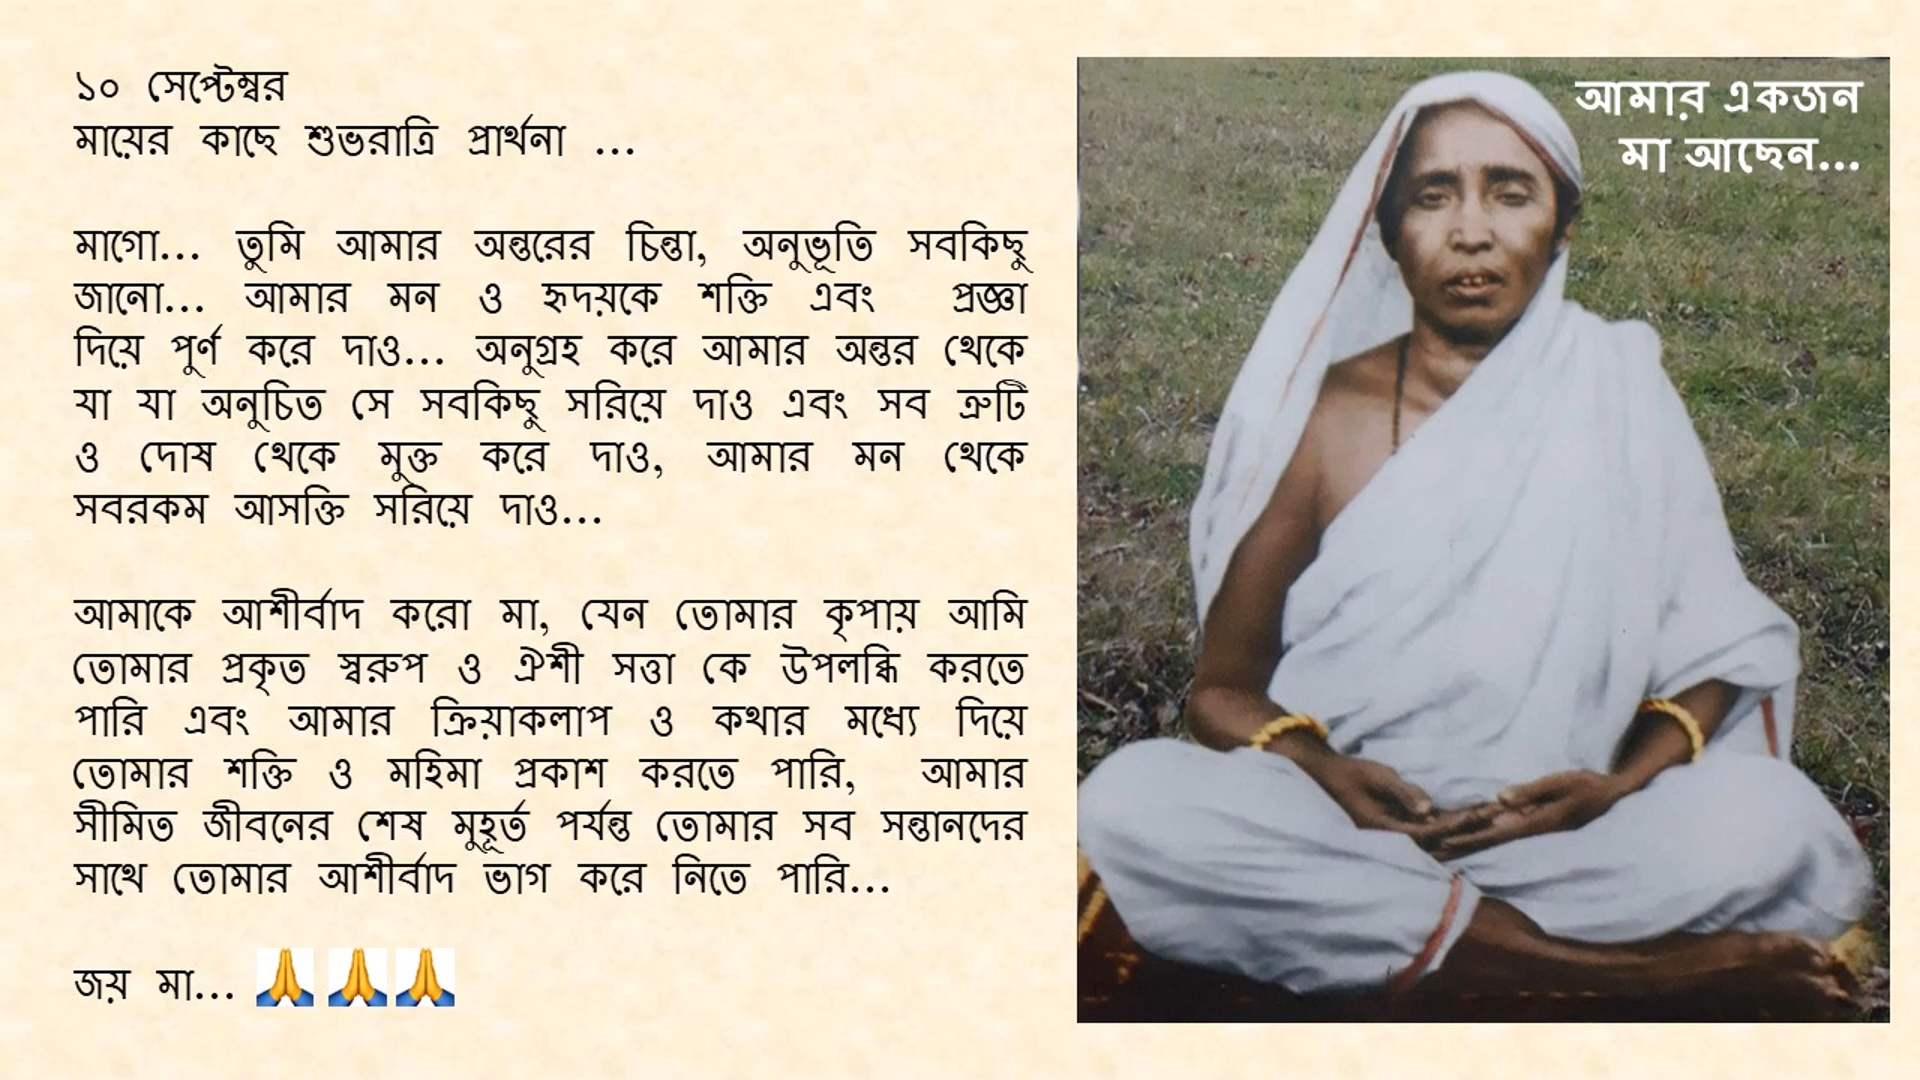 ১০ সেপ্টেম্বর
মায়ের কাছে শুভরাত্রি প্রার্থনা ...
মাগো... তুমি আমার অন্তরের চিন্তা, অনুভূতি সবকিছু
জানো... আমার মন ও হৃদয়কে শক্তি এবং প্রজ্ঞা
দিয়ে পুর্ণ করে দাও... অনুগ্রহ করে আমার অন্তর থেকে
যা যা অনুচিত সে সবকিছু সরিয়ে দাও এবং সব ত্রুটি
ও দোষ থেকে মুক্ত করে দাও, আমার মন থেকে
সবরকম আসক্তি সরিয়ে দাও...
আমাকে আশীর্বাদ করো মা, যেন তোমার কৃপায় আমি
তোমার প্রকৃত স্বরুপ ও ঐশী সত্তা কে উপলব্ধি করতে
পারি এবং আমার ক্রিয়াকলাপ ও কথার মধ্যে দিয়ে
তোমার শক্তি ও মহিমা প্রকাশ করতে পারি, আমার
সীমিত জীবনের শেষ মুহূর্ত পর্যন্ত তোমার সব সন্তানদের
সাথে তোমার আশীর্বাদ ভাগ করে নিতে পারি...
জয় মা... 🙏🙏🙏
আমার একজন
মা আছেন...